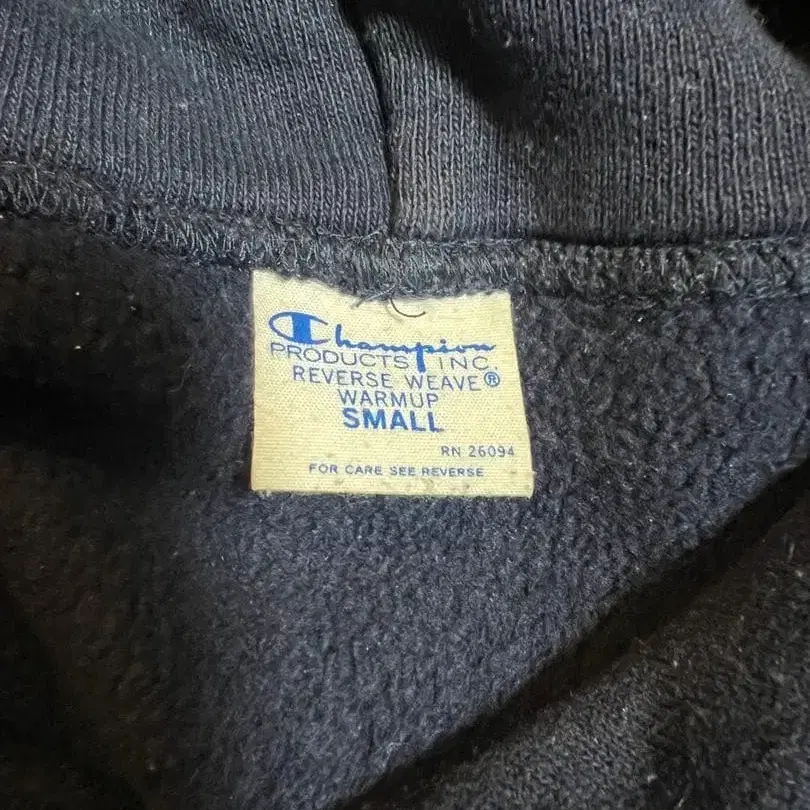 Champion
PRODUCTS INC.
REVERSE WEAVE®
WARMUP
SMALL
RN 26094
FOR CARE SEE REVERSE